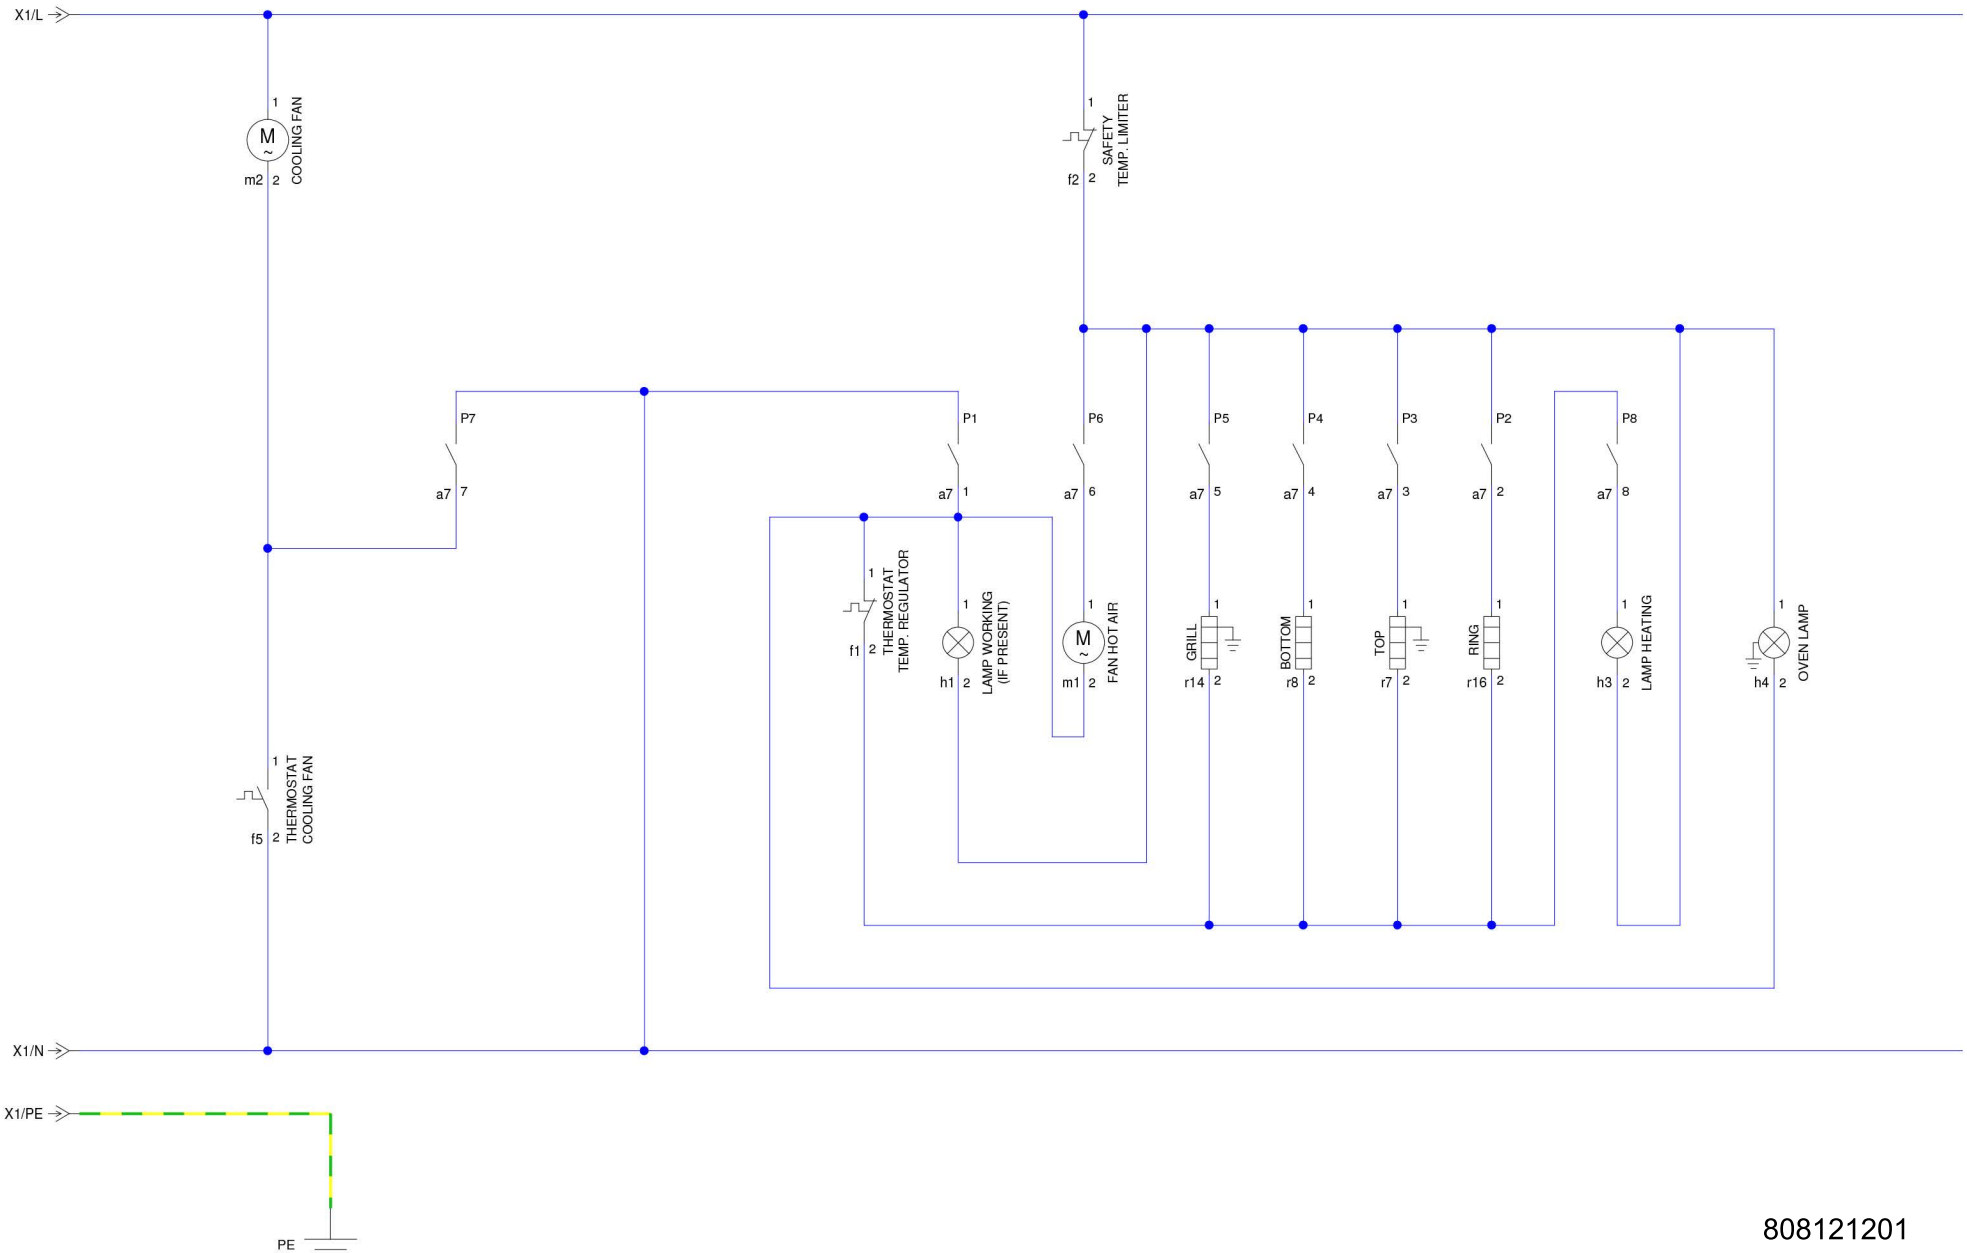 X1/L
1
M
~
m2 2
COOLING FAN
1
f2 2
SAFETY
TEMP. LIMITER
P7
a7 7
P1
a7 1
P6
a7 6
P5
a7 5
P4
a7 4
P3
a7 3
P2
a7 2
P8
a7 8
1
f1 2
THERMOSTAT
TEMP. REGULATOR
1
h1 2
LAMP WORKING
(IF PRESENT)
1
M
~
m1 2
FAN HOT AIR
1
GRILL
r14 2
1
BOTTOM
r8 2
1
TOP
r7 2
1
RING
r16 2
1
h3 2
LAMP HEATING
1
h4 2
OVEN LAMP
1
f5 2
THERMOSTAT
COOLING FAN
X1/N
X1/PE
PE
808121201